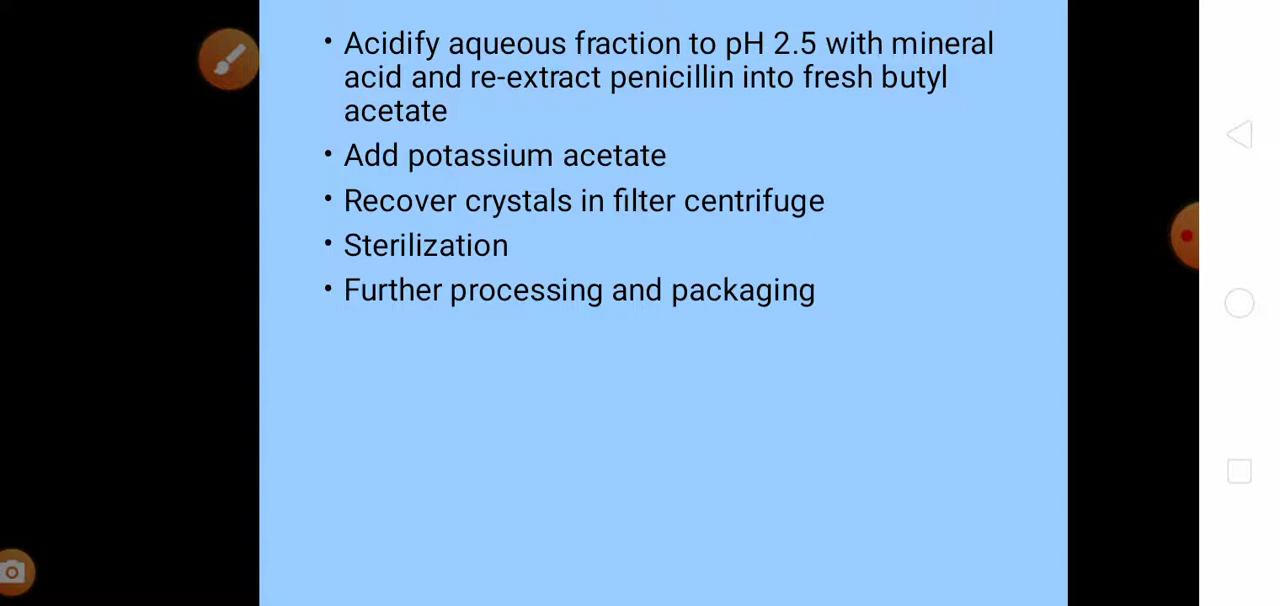 • Acidify aqueous fraction to pH 2.5 with mineral
acid and re-extract penicillin into fresh butyl
acetate
• Add potassium acetate
• Recover crystals in filter centrifuge
• Sterilization
• Further processing and packaging